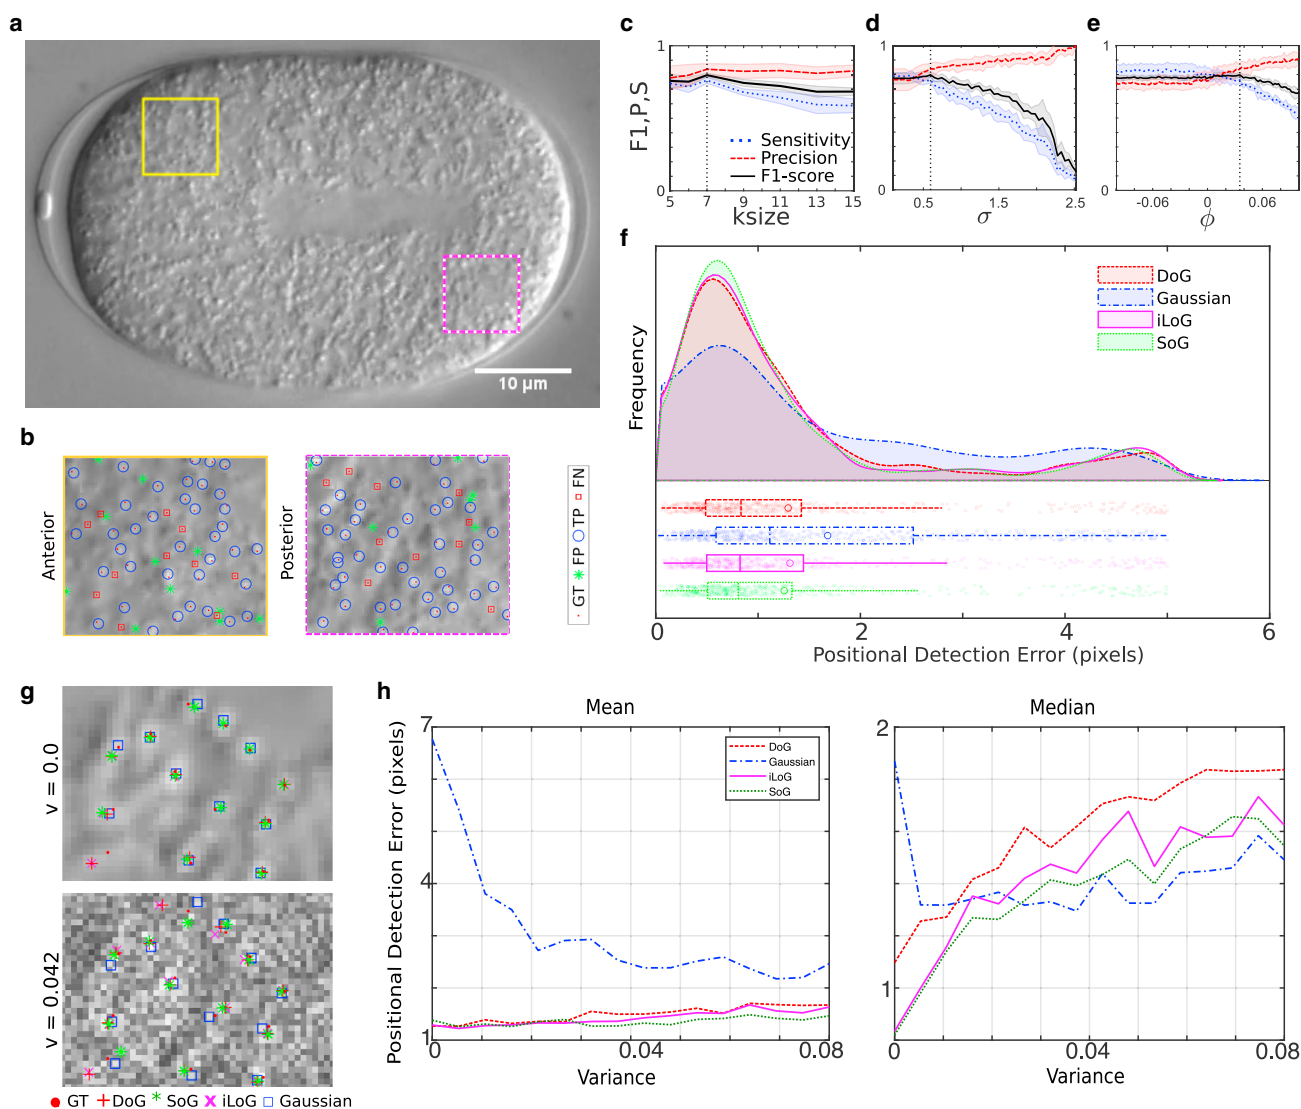 a
10 μm
b
Anterior
Posterior
GT FP TP FN
c
F1,P,S
1
0
5 7 9 11 13 15
ksize
Sensitivity
Precision
F1-score
d
1
0
0.5 1.5 2.5
σ
e
1
0
-0.06 0 0.06
ϕ
f
Frequency
DoG
Gaussian
iLoG
SoG
0 2 4 6
Positional Detection Error (pixels)
g
v = 0.0
v = 0.042
GT DoG SoG iLoG Gaussian
h
Mean
Positional Detection Error (pixels)
7
4
1
0 0.04 0.08
Variance
DoG
Gaussian
iLoG
SoG
Median
2
1
0 0.04 0.08
Variance